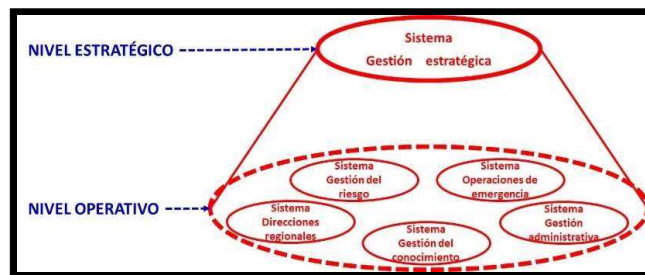 Sistema
Gestión estratégica
NIVEL ESTRATÉGICO
Sistema
Gestión del
riesgo
Sistema
Operaciones de
emergencia
NIVEL OPERATIVO
Sistema
Direcciones
regionales
Sistema
Gestión del
conocimiento
Sistema
Gestión
administrativa